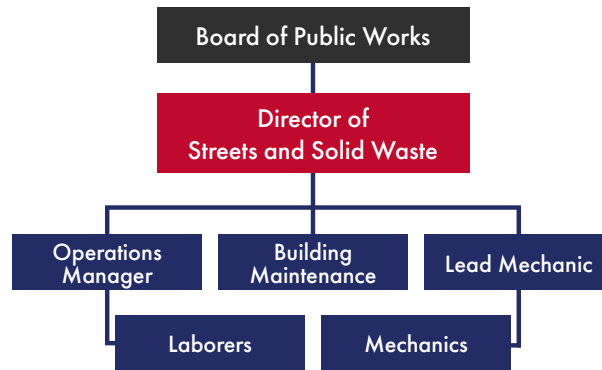 Board of Public Works
Director of
Streets and Solid Waste
Operations
Manager
Building
Maintenance
Lead Mechanic
Laborers
Mechanics